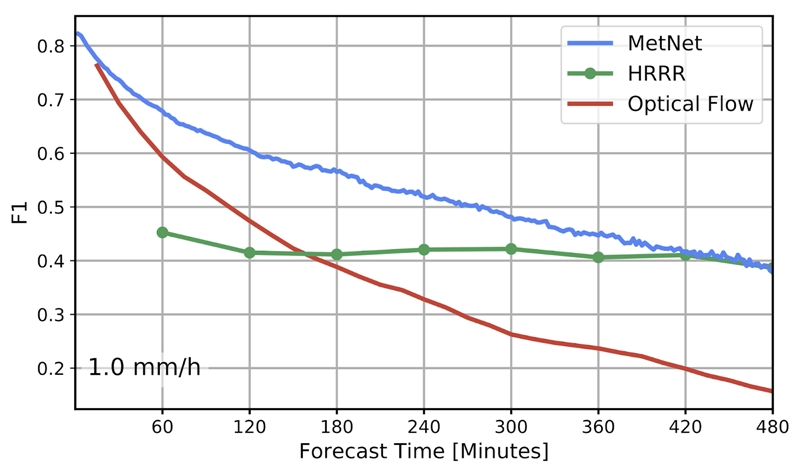 0.8
0.7
0.6
0.5
0.4
0.3
0.2
F1
MetNet
HRRR
Optical Flow
1.0 mm/h
60 120 180 240 300 360 420 480
Forecast Time [Minutes]